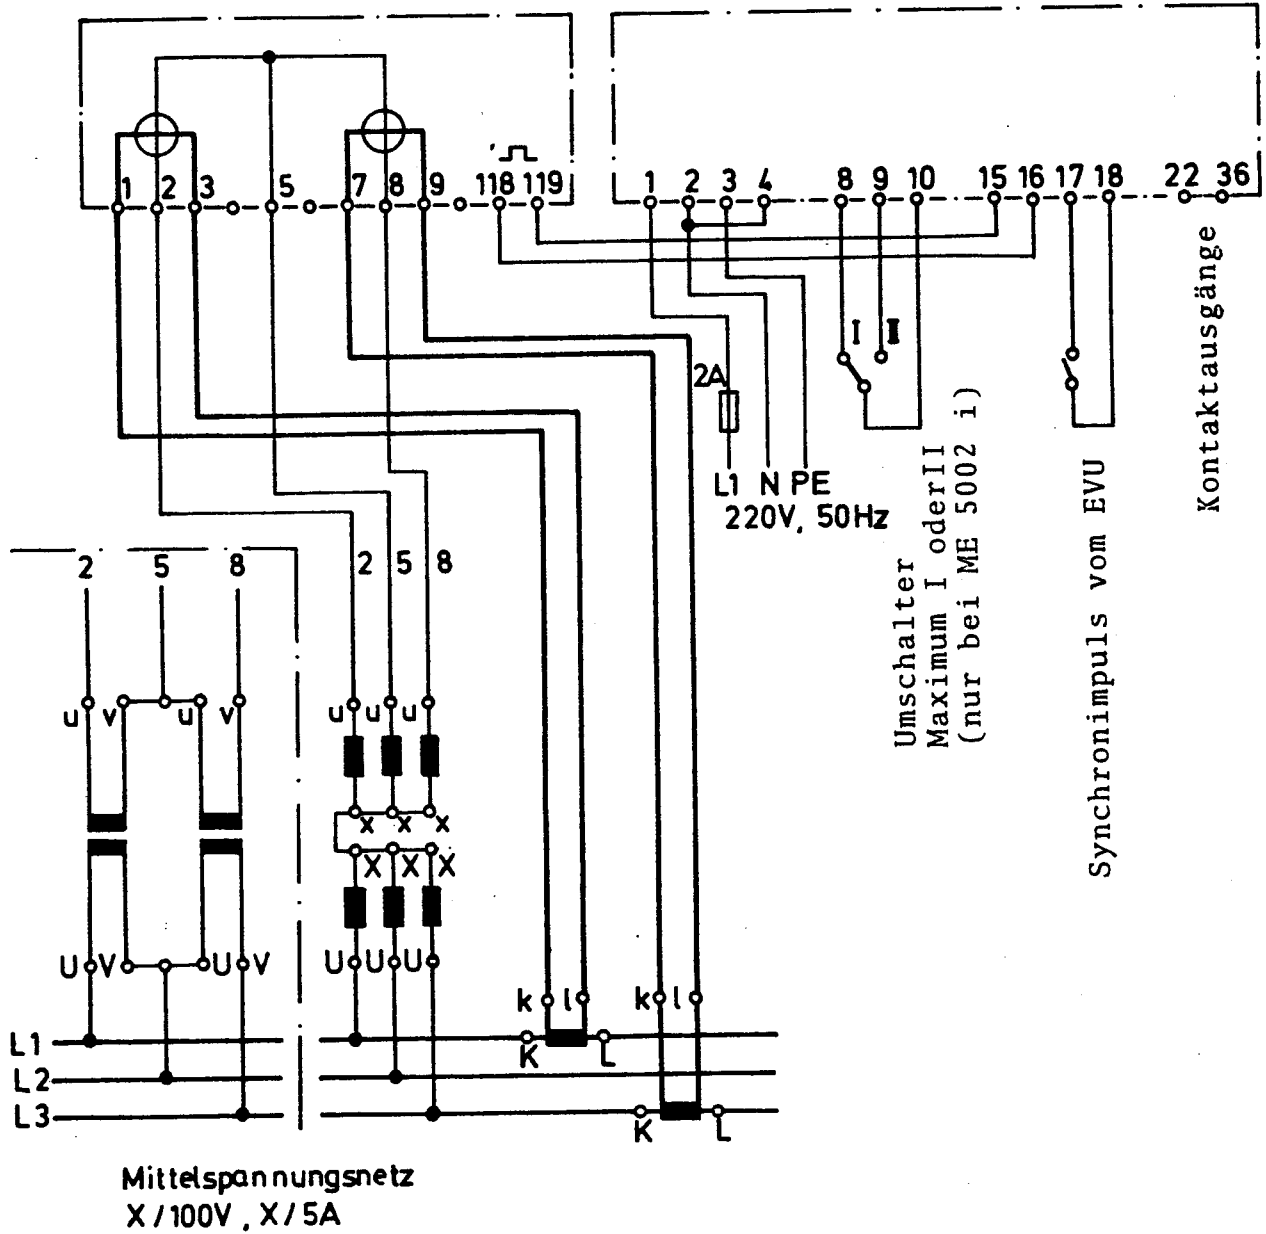 1 2 3 5 7 8 9 118 119
1 2 3 4 8 9 10 15 16 17 18 22 36
I II
2A
L1 N PE
220V, 50Hz
Umschalter
Maximum I oderII
(nur bei ME 5002 i)
Synchronimpuls vom EVU
Kontaktausgänge
2 5 8
2 5 8
u v u v
u u u
x x x
X X X
U V U V
U U U
k l k l
L1
K L
L2
L3
K L
Mittelspannungsnetz
X/100V, X/5A